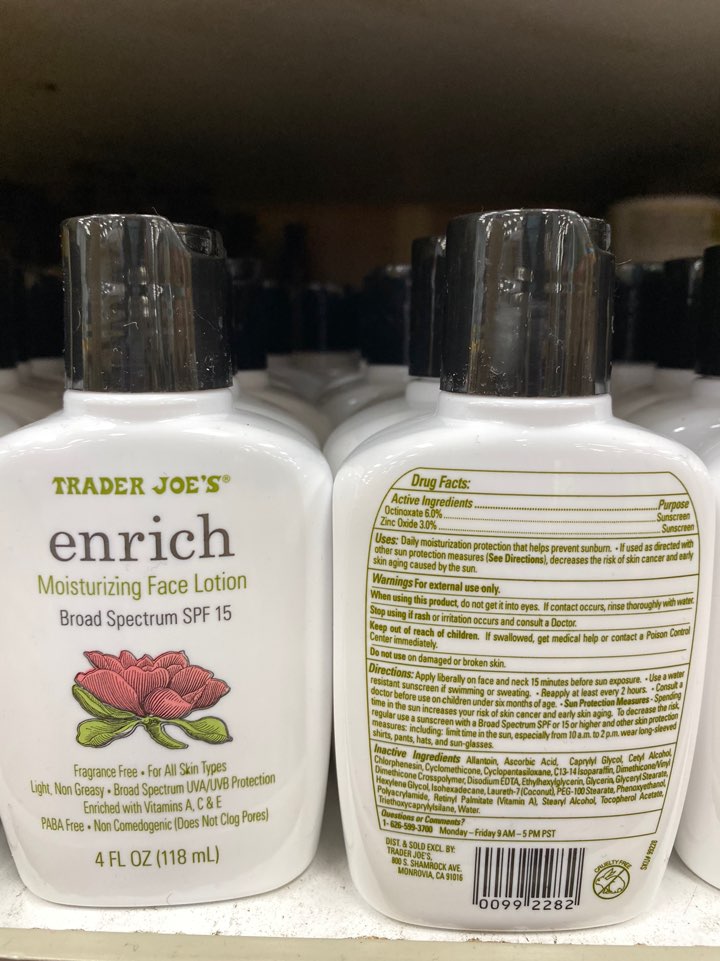 TRADER JOE'S®
enrich
Moisturizing Face Lotion
Broad Spectrum SPF 15
Fragrance Free • For All Skin Types
Light, Non Greasy • Broad Spectrum UVA/UVB Protection
Enriched with Vitamins A, C & E
PABA Free • Non Comedogenic (Does Not Clog Pores)
4 FL OZ (118 mL)
Drug Facts:
Active Ingredients Purpose
Octinoxate 6.0% Sunscreen
Zinc Oxide 3.0% Sunscreen
Uses: Daily moisturization protection that helps prevent sunburn. • If used as directed with
other sun protection measures (See Directions), decreases the risk of skin cancer and early
skin aging caused by the sun.
Warnings For external use only.
When using this product, do not get it into eyes. If contact occurs, rinse thoroughly with water.
Stop using if rash or irritation occurs and consult a Doctor.
Keep out of reach of children. If swallowed, get medical help or contact a Poison Control
Center immediately.
Do not use on damaged or broken skin.
Directions: Apply liberally on face and neck 15 minutes before sun exposure. • Use a water
resistant sunscreen if swimming or sweating. • Reapply at least every 2 hours. • Consult a
doctor before use on children under six months of age. • Sun Protection Measures - Spending
time in the sun increases your risk of skin cancer and early skin aging. To decrease the risk,
regular use a sunscreen with a Broad Spectrum SPF or 15 or higher and other skin protection
measures: including: limit time in the sun, especially from 10 a.m. to 2 p.m. wear long-sleeved
shirts, pants, hats, and sun-glasses.
Inactive Ingredients Allantoin, Ascorbic Acid, Caprylyl Glycol, Cetyl Alcohol,
Chlorphenesin, Cyclomethicone, Cyclopentasiloxane, C13-14 Isoparaffin, Dimethicone/Vinyl
Dimethicone Crosspolymer, Disodium EDTA, Ethylhexylglycerin, Glycerin, Glyceryl Stearate,
Hexylene Glycol, Isohexadecane, Laureth-7 (Coconut), PEG-100 Stearate, Phenoxyethanol,
Polyacrylamide, Retinyl Palmitate (Vitamin A), Stearyl Alcohol, Tocopherol Acetate,
Triethoxycaprylylsilane, Water.
Questions or Comments?
1- 626-599-3700 Monday – Friday 9 AM – 5 PM PST
DIST. & SOLD EXCL. BY:
TRADER JOE'S,
800 S. SHAMROCK AVE.
MONROVIA, CA 91016
0099 2282
CRUELTY FREE